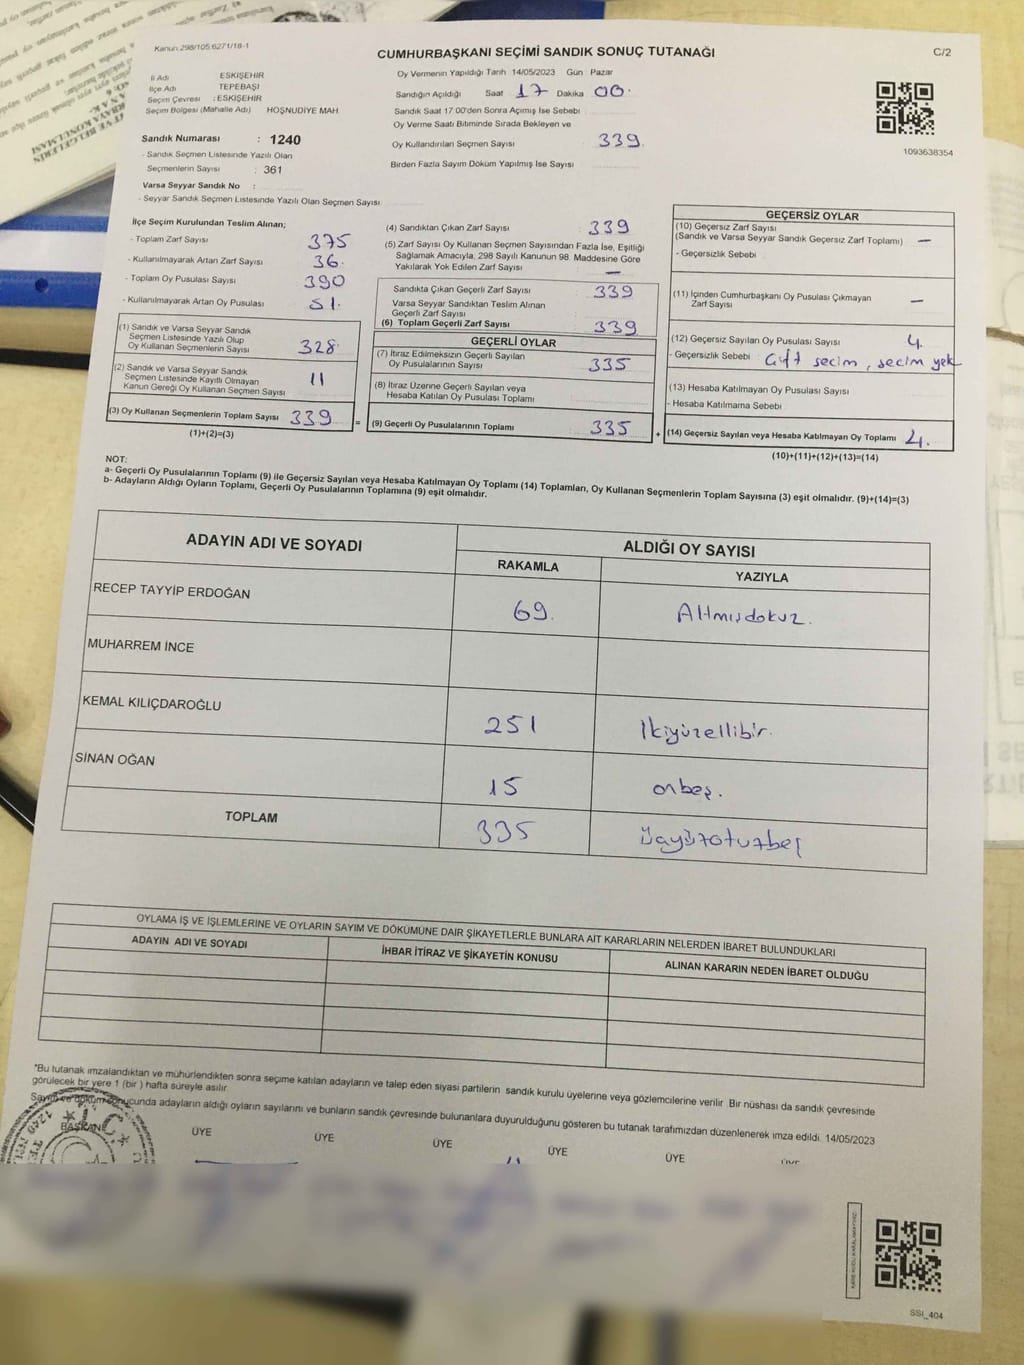 Kanun:298/105:6271/18-1
CUMHURBAŞKANI SEÇİMİ SANDIK SONUÇ TUTANAĞI
C/2
İl Adı ESKİŞEHİR
İlçe Adı TEPEBAŞI
Seçim Çevresi : ESKİŞEHİR
Seçim Bölgesi (Mahalle Adı) HOŞNUDİYE MAH.
Sandık Numarası : 1240
- Sandık Seçmen Listesinde Yazılı Olan
Seçmenlerin Sayısı : 361
Varsa Seyyar Sandık No :
- Seyyar Sandık Seçmen Listesinde Yazılı Olan Seçmen Sayısı
Oy Vermenin Yapıldığı Tarih 14/05/2023 Gün : Pazar
Sandığın Açıldığı Saat 17 Dakika 00.
Sandık Saat 17.00'den Sonra Açılmış İse Sebebi
Oy Verme Saati Bitiminde Sırada Bekleyen ve
Oy Kullandırılan Seçmen Sayısı 339.
Birden Fazla Sayım Döküm Yapılmış İse Sayısı
1093638354
İlçe Seçim Kurulundan Teslim Alınan;
- Toplam Zarf Sayısı 375
- Kullanılmayarak Artan Zarf Sayısı 36.
- Toplam Oy Pusulası Sayısı 390
- Kullanılmayarak Artan Oy Pusulası 51.
(1) Sandık ve Varsa Seyyar Sandık
Seçmen Listesinde Yazılı Olup
Oy Kullanan Seçmenlerin Sayısı 328.
(2) Sandık ve Varsa Seyyar Sandık
Seçmen Listesinde Kayıtlı Olmayan
Kanun Gereği Oy Kullanan Seçmen Sayısı 11
(3) Oy Kullanan Seçmenlerin Toplam Sayısı 339 =
(1)+(2)=(3)
(4) Sandıktan Çıkan Zarf Sayısı : 339
(5) Zarf Sayısı Oy Kullanan Seçmen Sayısından Fazla İse, Eşitliği
Sağlamak Amacıyla, 298 Sayılı Kanunun 98. Maddesine Göre
Yakılarak Yok Edilen Zarf Sayısı —
Sandıkta Çıkan Geçerli Zarf Sayısı : 339
Varsa Seyyar Sandıktan Teslim Alınan
Geçerli Zarf Sayısı
(6) Toplam Geçerli Zarf Sayısı 339
GEÇERLİ OYLAR
(7) İtiraz Edilmeksizin Geçerli Sayılan
Oy Pusulalarının Sayısı 335
(8) İtiraz Üzerine Geçerli Sayılan veya
Hesaba Katılan Oy Pusulası Toplamı
(9) Geçerli Oy Pusulalarının Toplamı 335 +
GEÇERSİZ OYLAR
(10) Geçersiz Zarf Sayısı
(Sandık ve Varsa Seyyar Sandık Geçersiz Zarf Toplamı) —
- Geçersizlik Sebebi
(11) İçinden Cumhurbaşkanı Oy Pusulası Çıkmayan
Zarf Sayısı —
(12) Geçersiz Sayılan Oy Pusulası Sayısı 4.
- Geçersizlik Sebebi : Çift secim, secim yok
(13) Hesaba Katılmayan Oy Pusulası Sayısı
- Hesaba Katılmama Sebebi
(14) Geçersiz Sayılan veya Hesaba Katılmayan Oy Toplamı 4.
(10)+(11)+(12)+(13)=(14)
NOT:
a- Geçerli Oy Pusulalarının Toplamı (9) ile Geçersiz Sayılan veya Hesaba Katılmayan Oy Toplamı (14) Toplamları, Oy Kullanan Seçmenlerin Toplam Sayısına (3) eşit olmalıdır. (9)+(14)=(3)
b- Adayların Aldığı Oyların Toplamı, Geçerli Oy Pusulalarının Toplamına (9) eşit olmalıdır.
ADAYIN ADI VE SOYADI
ALDIĞI OY SAYISI
RAKAMLA YAZIYLA
RECEP TAYYİP ERDOĞAN 69. Altmışdokuz.
MUHARREM İNCE
KEMAL KILIÇDAROĞLU 251 İkiyüzellibir.
SİNAN OĞAN 15 onbeş.
TOPLAM 335 üçyüzotuzbeş
OYLAMA İŞ VE İŞLEMLERİNE VE OYLARIN SAYIM VE DÖKÜMÜNE DAİR ŞİKAYETLERLE BUNLARA AİT KARARLARIN NELERDEN İBARET BULUNDUKLARI
ADAYIN ADI VE SOYADI İHBAR İTİRAZ VE ŞİKAYETİN KONUSU ALINAN KARARIN NEDEN İBARET OLDUĞU
*Bu tutanak imzalandıktan ve mühürlendikten sonra seçime katılan adayların ve talep eden siyasi partilerin sandık kurulu üyelerine veya gözlemcilerine verilir. Bir nüshası da sandık çevresinde
görülecek bir yere 1 (bir) hafta süreyle asılır.
Sayım ve döküm sonucunda adayların aldığı oyların sayılarını ve bunların sandık çevresinde bulunanlara duyurulduğunu gösteren bu tutanak tarafımızdan düzenlenerek imza edildi. 14/05/2023
BAŞKAN ÜYE ÜYE ÜYE ÜYE ÜYE ÜYE
SSI_404